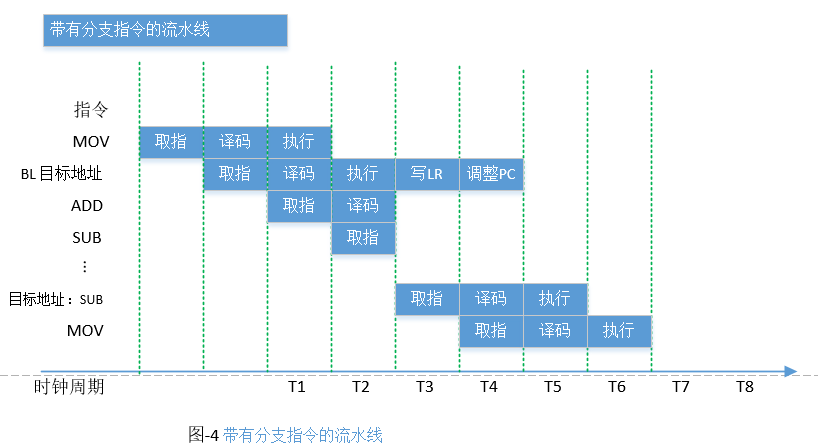 带有分支指令的流水线
指令
MOV 取指 译码 执行
BL目标地址 取指 译码 执行 写LR 调整PC
ADD 取指 译码
SUB 取指
⋮
目标地址：SUB 取指 译码 执行
MOV 取指 译码 执行
时钟周期 T1 T2 T3 T4 T5 T6 T7 T8
图-4 带有分支指令的流水线